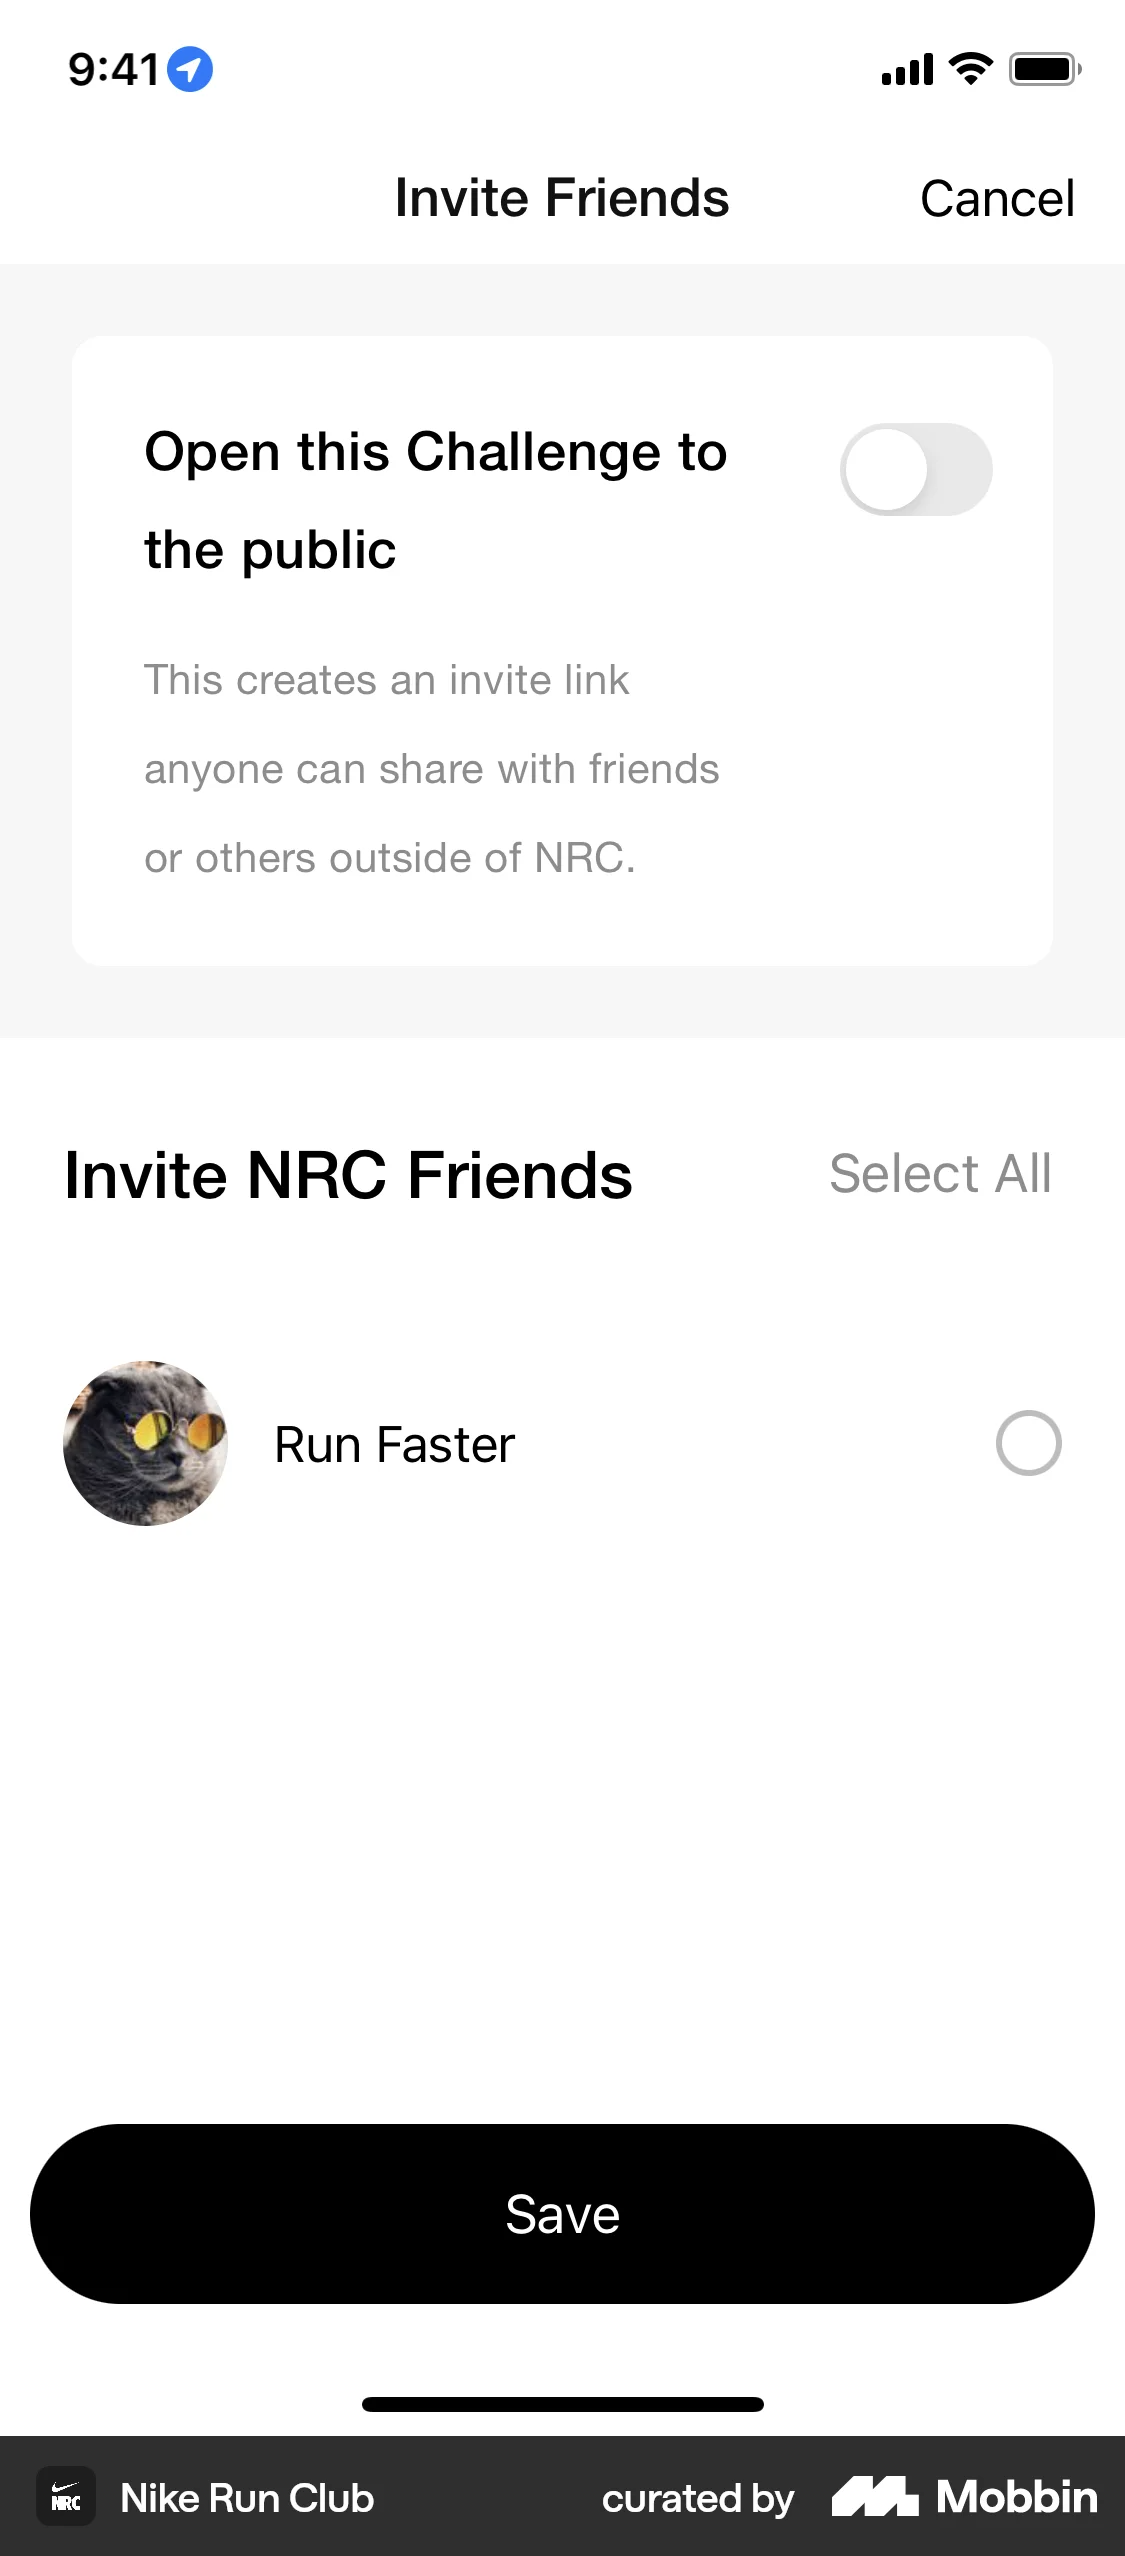 9:41
Invite Friends
Cancel
Open this Challenge to
the public
This creates an invite link
anyone can share with friends
or others outside of NRC.
Invite NRC Friends
Select All
Run Faster
Save
NRC
Nike Run Club
curated by
Mobbin